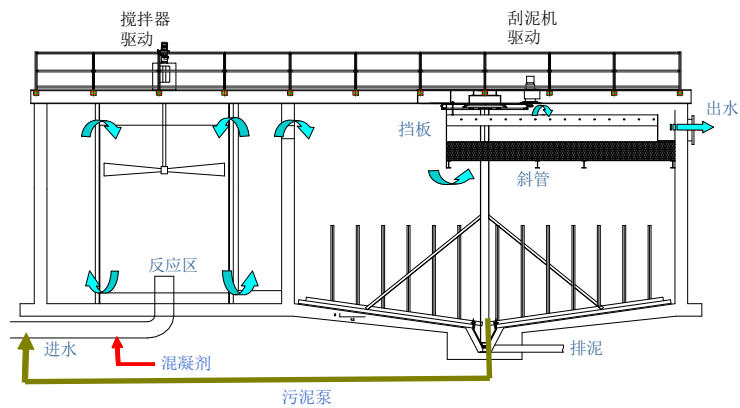 搅拌器
驱动
刮泥机
驱动
出水
挡板
斜管
反应区
进水
混凝剂
排泥
污泥泵